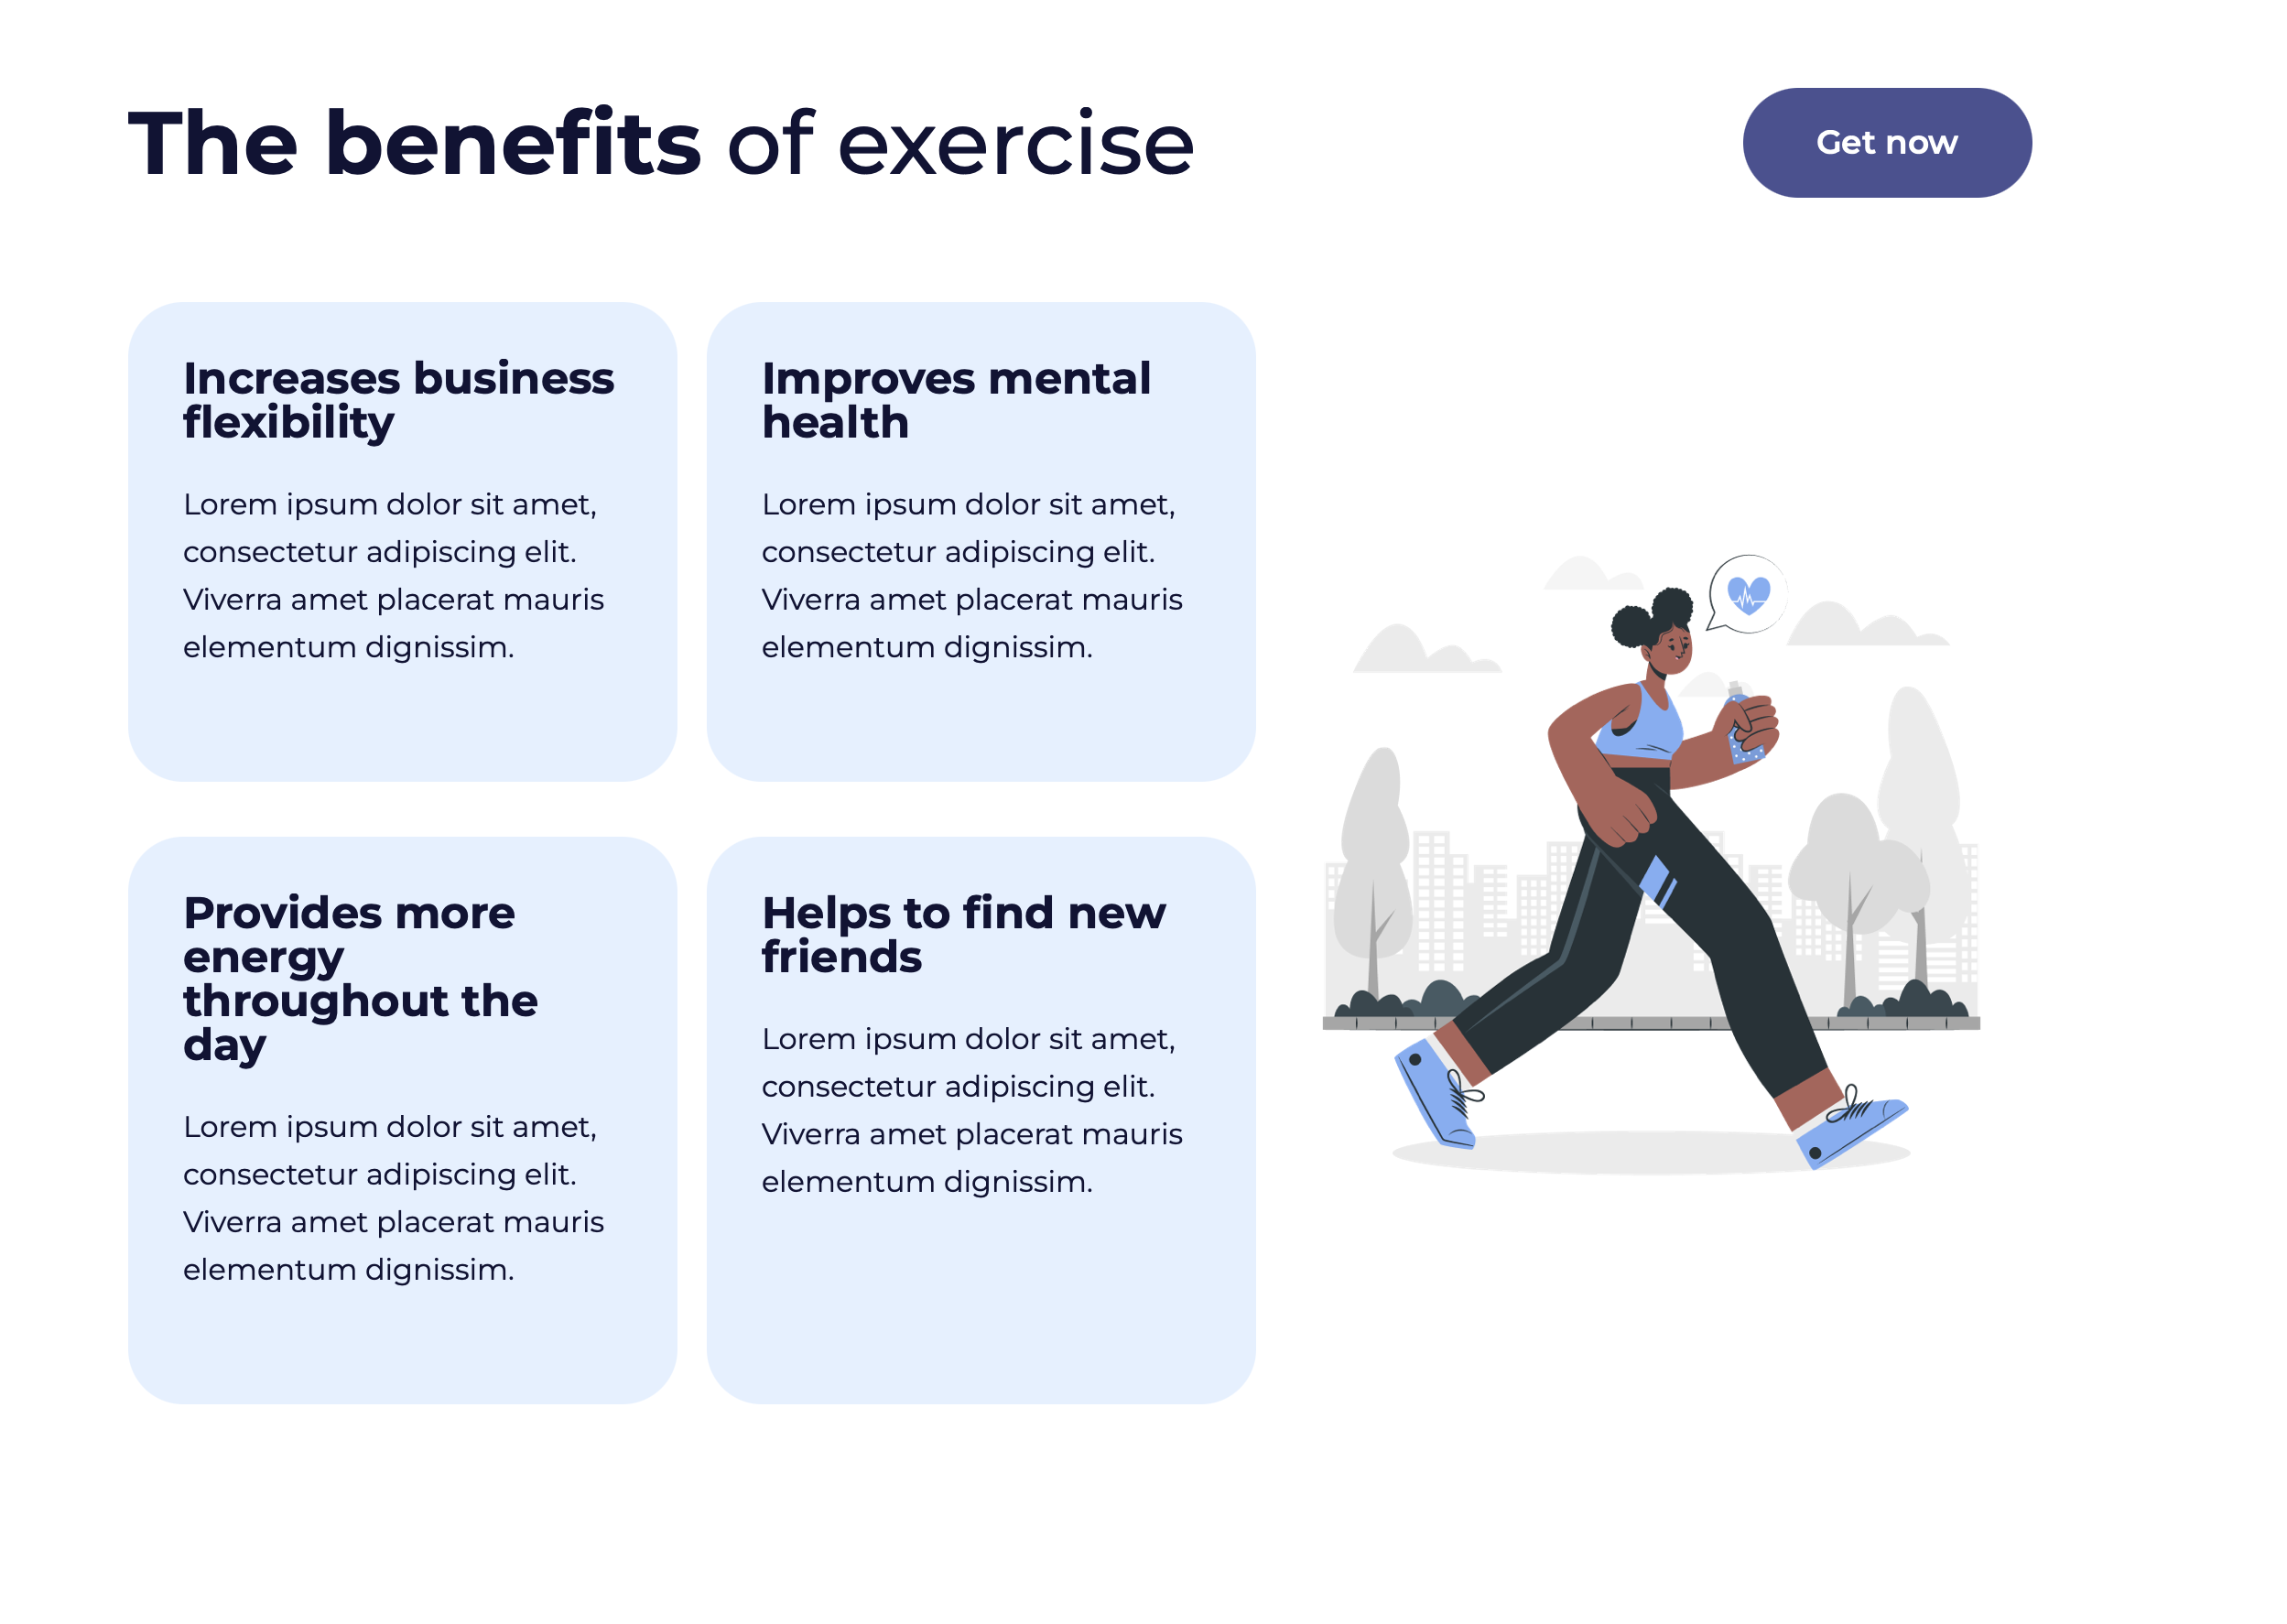 The benefits of exercise
Get now
Increases business
flexibility
Lorem ipsum dolor sit amet,
consectetur adipiscing elit.
Viverra amet placerat mauris
elementum dignissim.
Improves mental
health
Lorem ipsum dolor sit amet,
consectetur adipiscing elit.
Viverra amet placerat mauris
elementum dignissim.
Provides more
energy
throughout the
day
Lorem ipsum dolor sit amet,
consectetur adipiscing elit.
Viverra amet placerat mauris
elementum dignissim.
Helps to find new
friends
Lorem ipsum dolor sit amet,
consectetur adipiscing elit.
Viverra amet placerat mauris
elementum dignissim.